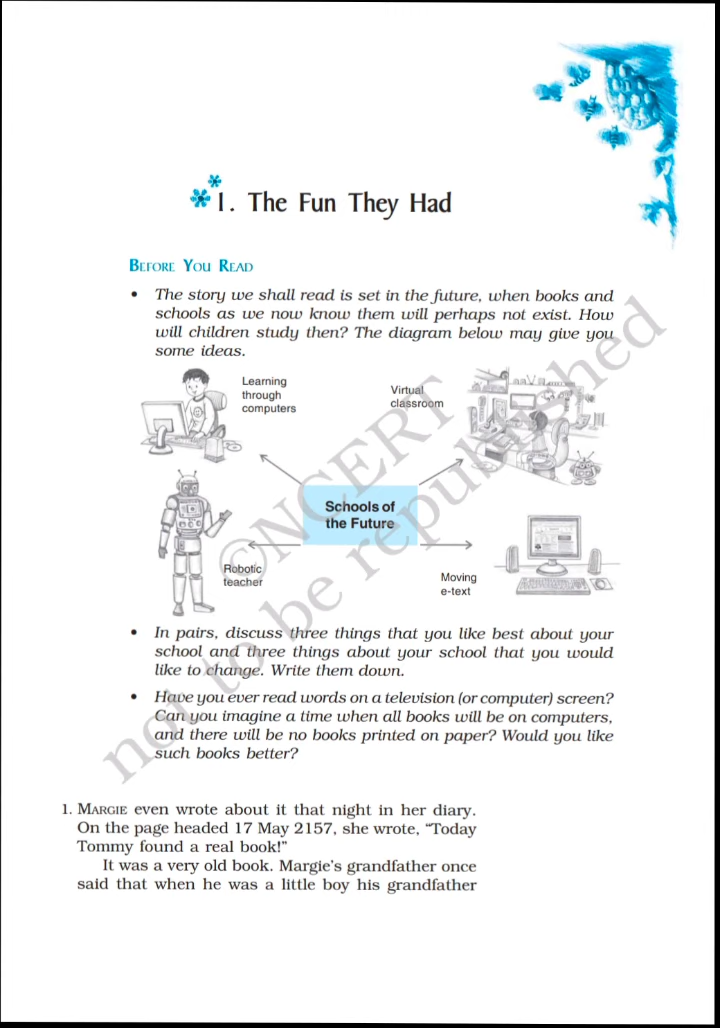 1. The Fun They Had
BEFORE YOU READ
• The story we shall read is set in the future, when books and
schools as we now know them will perhaps not exist. How
will children study then? The diagram below may give you
some ideas.
Learning
through
computers
Virtual
classroom
Schools of
the Future
Robotic
teacher
Moving
e-text
• In pairs, discuss three things that you like best about your
school and three things about your school that you would
like to change. Write them down.
• Have you ever read words on a television (or computer) screen?
Can you imagine a time when all books will be on computers,
and there will be no books printed on paper? Would you like
such books better?
1. MARGIE even wrote about it that night in her diary.
On the page headed 17 May 2157, she wrote, “Today
Tommy found a real book!”
It was a very old book. Margie’s grandfather once
said that when he was a little boy his grandfather
©NCERT
not to be republished